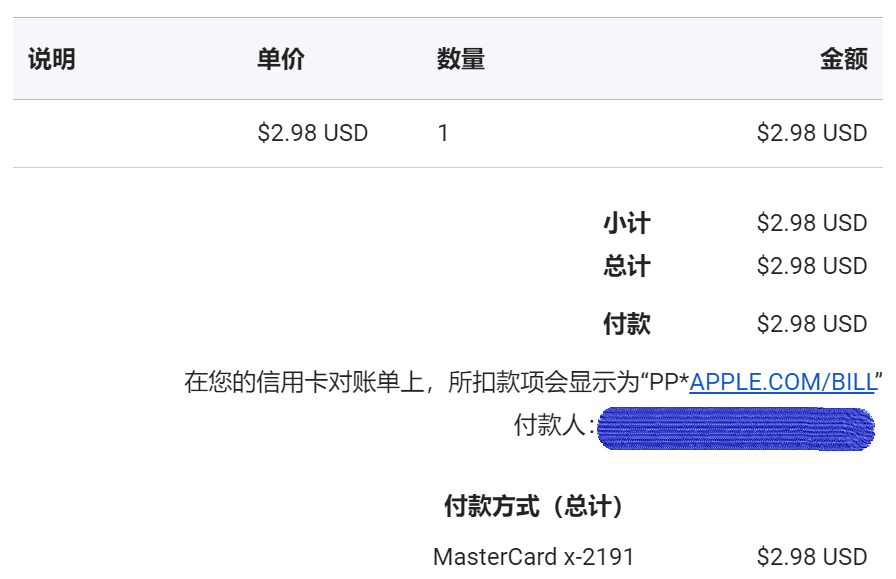 说明 单价 数量 金额
$2.98 USD 1 $2.98 USD
小计 $2.98 USD
总计 $2.98 USD
付款 $2.98 USD
在您的信用卡对账单上，所扣款项会显示为“PP*APPLE.COM/BILL”
付款人:
付款方式（总计）
MasterCard x-2191 $2.98 USD